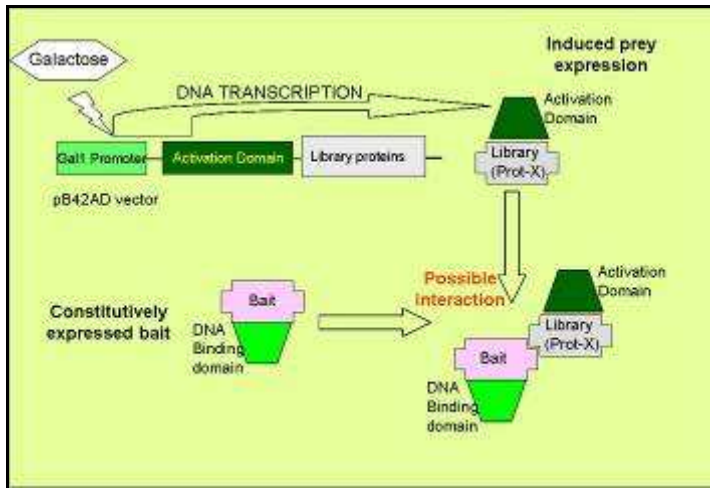 Galactose
Induced prey
expression
DNA TRANSCRIPTION
Activation
Domain
Gal1 Promoter
Activation Domain
Library proteins
Library
(Prot-X)
pB42AD vector
Possible
interaction
Activation
Domain
Constitutively
expressed bait
Bait
DNA
Binding
domain
Library
(Prot-X)
Bait
DNA
Binding
domain